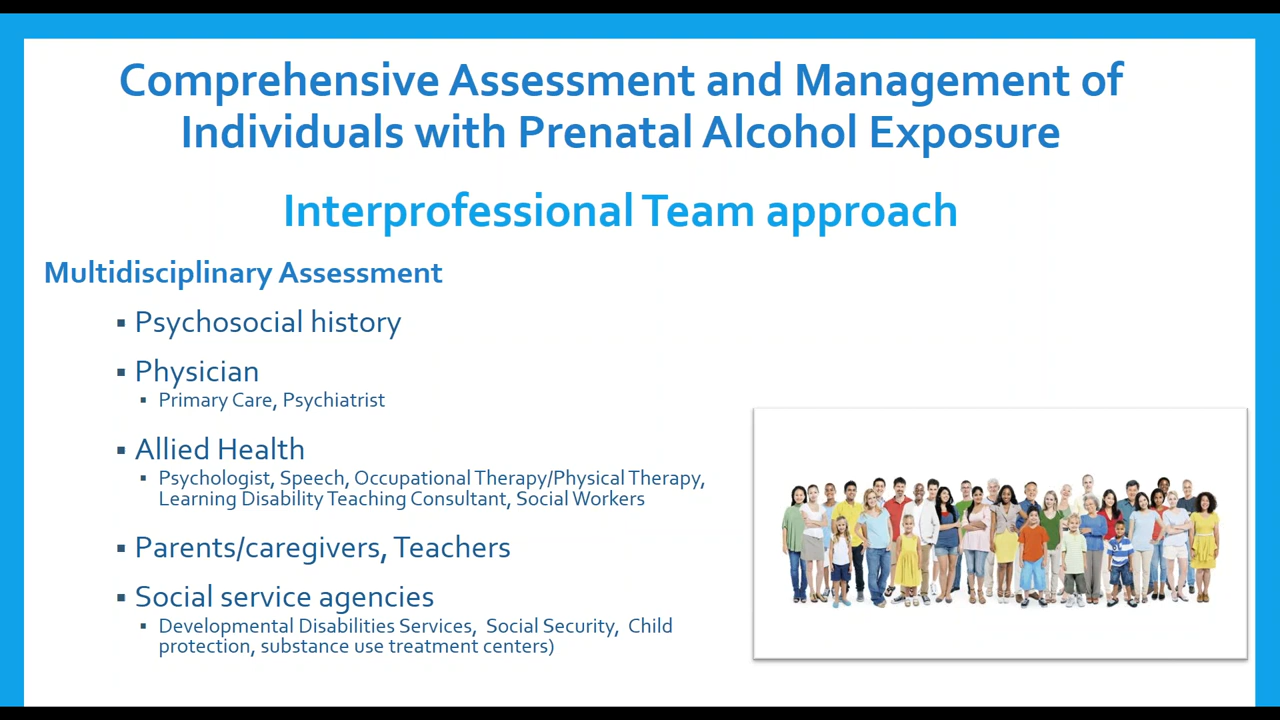 Comprehensive Assessment and Management of
Individuals with Prenatal Alcohol Exposure
Interprofessional Team approach
Multidisciplinary Assessment
▪ Psychosocial history
▪ Physician
▪ Primary Care, Psychiatrist
▪ Allied Health
▪ Psychologist, Speech, Occupational Therapy/Physical Therapy,
Learning Disability Teaching Consultant, Social Workers
▪ Parents/caregivers, Teachers
▪ Social service agencies
▪ Developmental Disabilities Services, Social Security, Child
protection, substance use treatment centers)